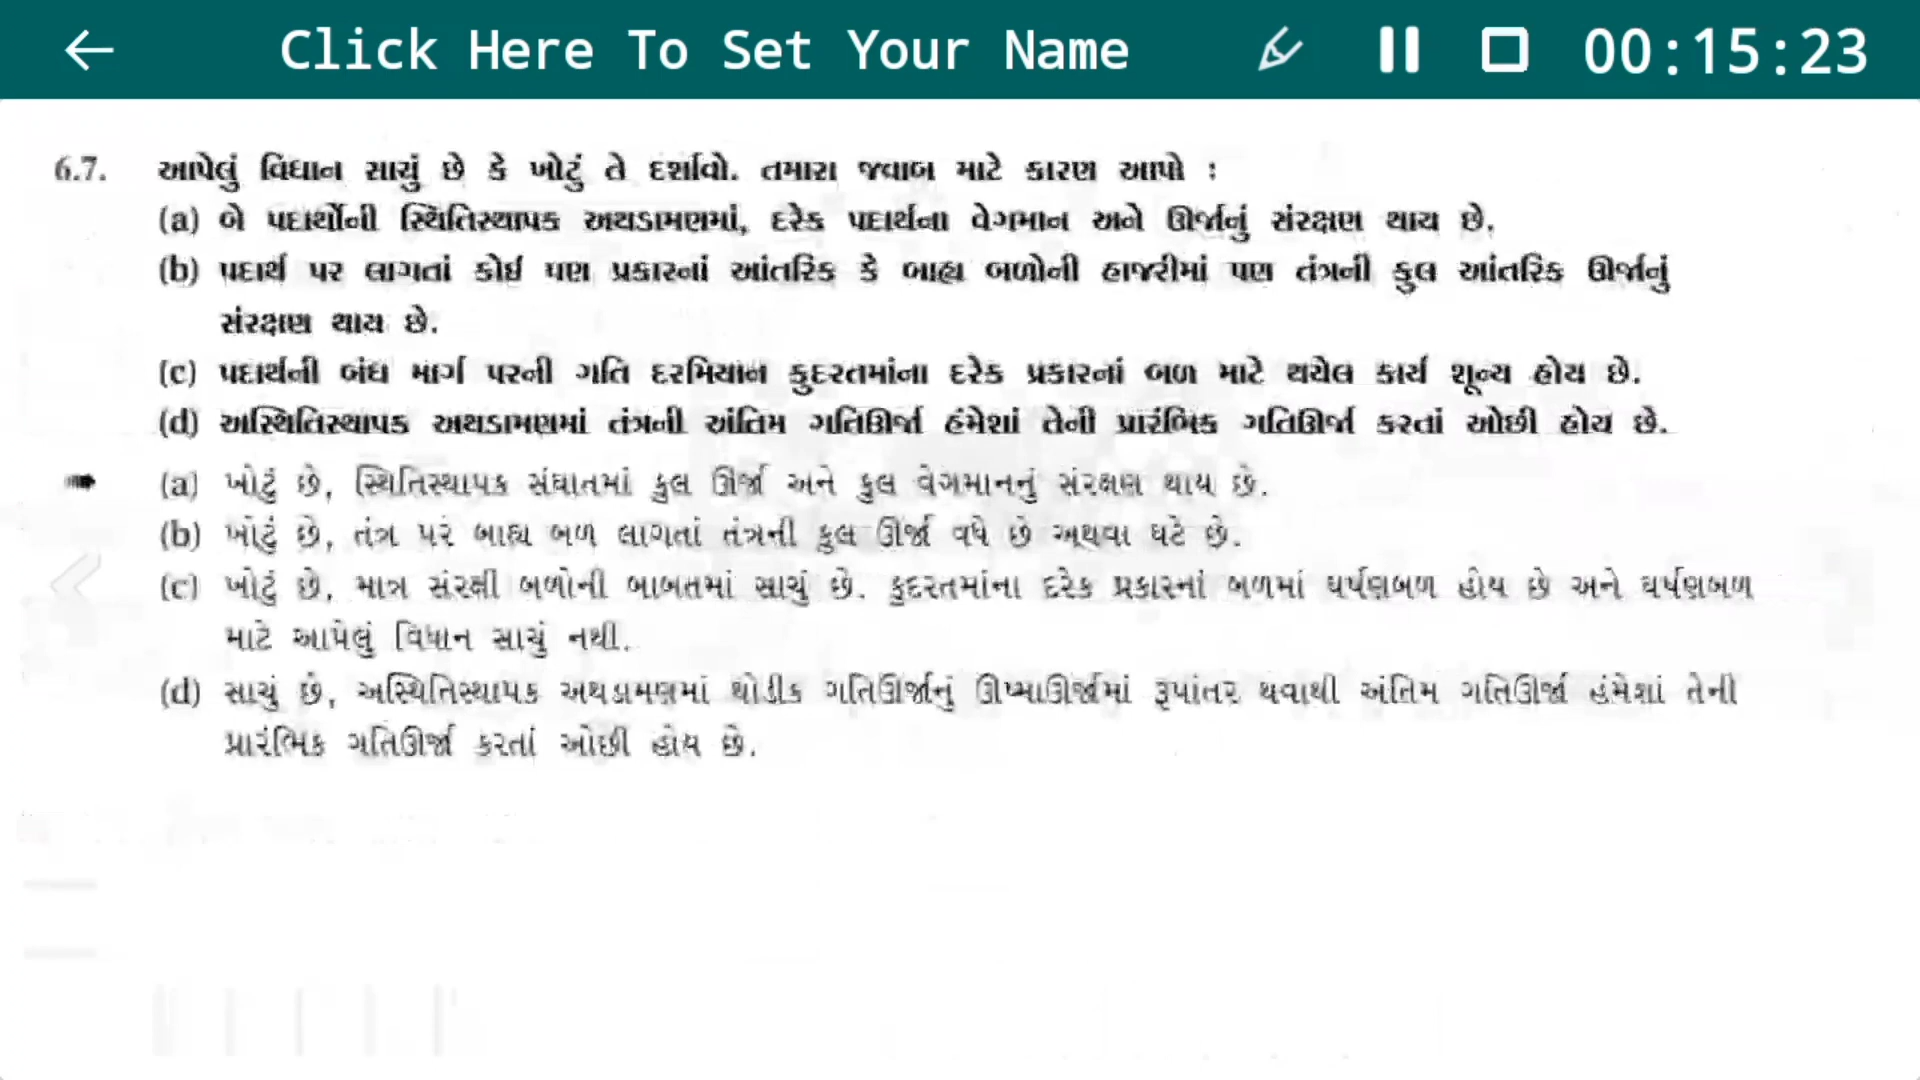 Click Here To Set Your Name 00:15:23
6.7. આપેલું વિધાન સાચું છે કે ખોટું તે દર્શાવો. તમારા જવાબ માટે કારણ આપો :
(a) બે પદાર્થોની સ્થિતિસ્થાપક અથડામણમાં, દરેક પદાર્થના વેગમાન અને ઊર્જાનું સંરક્ષણ થાય છે.
(b) પદાર્થ પર લાગતાં કોઈ પણ પ્રકારનાં આંતરિક કે બાહ્ય બળોની હાજરીમાં પણ તંત્રની કુલ આંતરિક ઊર્જાનું
સંરક્ષણ થાય છે.
(c) પદાર્થની બંધ માર્ગ પરની ગતિ દરમિયાન કુદરતમાંના દરેક પ્રકારનાં બળ માટે થયેલ કાર્ય શૂન્ય હોય છે.
(d) અસ્થિતિસ્થાપક અથડામણમાં તંત્રની અંતિમ ગતિઊર્જા હંમેશાં તેની પ્રારંભિક ગતિઊર્જા કરતાં ઓછી હોય છે.
(a) ખોટું છે, સ્થિતિસ્થાપક સંઘાતમાં કુલ ઊર્જા અને કુલ વેગમાનનું સંરક્ષણ થાય છે.
(b) ખોટું છે, તંત્ર પર બાહ્ય બળ લાગતાં તંત્રની કુલ ઊર્જા વધે છે અથવા ઘટે છે.
(c) ખોટું છે, માત્ર સંરક્ષી બળોની બાબતમાં સાચું છે. કુદરતમાંના દરેક પ્રકારનાં બળમાં ઘર્ષણબળ હોય છે અને ઘર્ષણબળ
માટે આપેલું વિધાન સાચું નથી.
(d) સાચું છે, અસ્થિતિસ્થાપક અથડામણમાં થોડીક ગતિઊર્જાનું ઊષ્માઊર્જામાં રૂપાંતર થવાથી અંતિમ ગતિઊર્જા હંમેશાં તેની
પ્રારંભિક ગતિઊર્જા કરતાં ઓછી હોય છે.